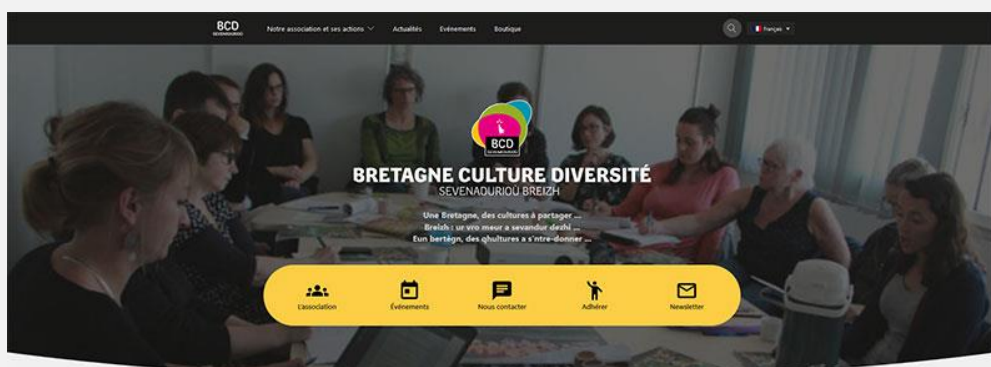 BCD
SEVENADURIOÙ
Notre association et ses actions
Actualités
Evénements
Boutique
Français
BCD
SEVENADURIOÙ
BRETAGNE CULTURE DIVERSITÉ
SEVENADURIOÙ BREIZH
Une Bretagne, des cultures à partager ...
Breizh : ur vro meur a sevandur dezhi ...
Eun bertègn, des qhultures a s'ntre-donner ...
L'association
Événements
Nous contacter
Adhérer
Newsletter